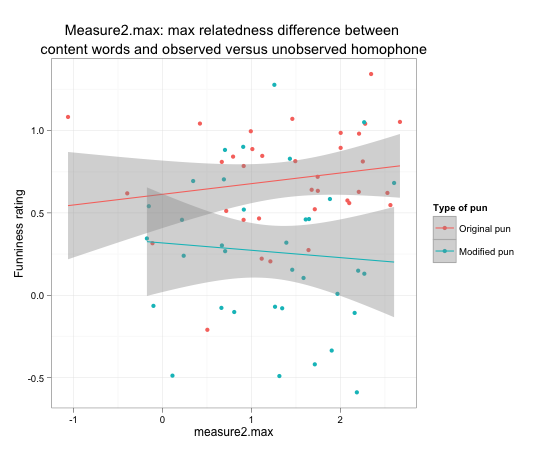 Measure2.max: max relatedness difference between
content words and observed versus unobserved homophone
1.0
0.5
0.0
-0.5
Funniness rating
-1
0
1
2
measure2.max
Type of pun
Original pun
Modified pun